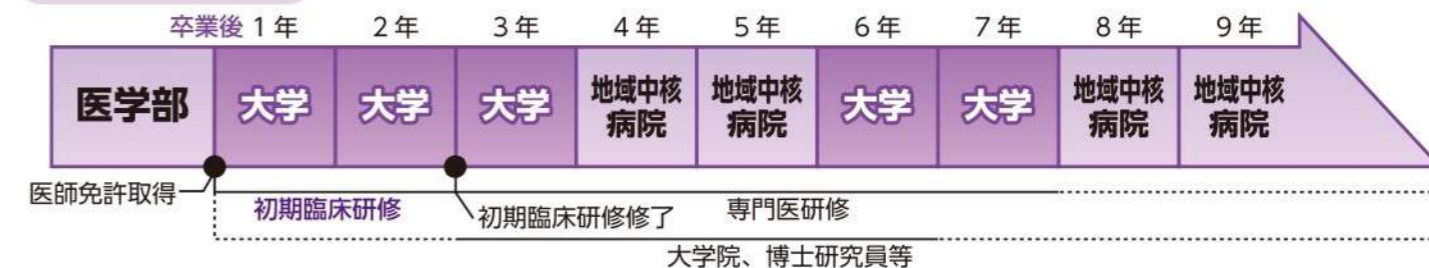 卒業後 1年 2年 3年 4年 5年 6年 7年 8年 9年
医学部 大学 大学 大学 地域中核病院 地域中核病院 大学 大学 地域中核病院 地域中核病院
医師免許取得
初期臨床研修
初期臨床研修修了
専門医研修
大学院、博士研究員等